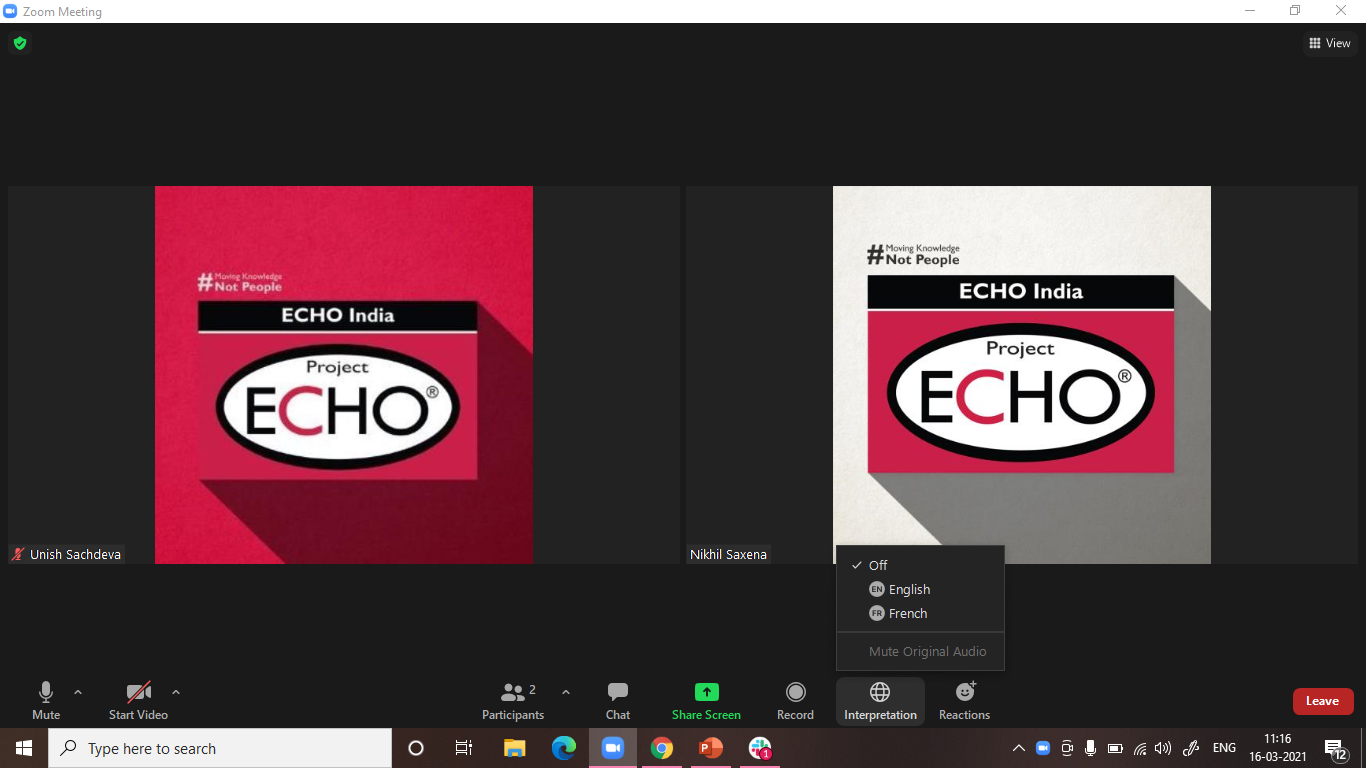 Zoom Meeting
View
# Moving Knowledge
Not People
ECHO India
Project
ECHO®
Unish Sachdeva
# Moving Knowledge
Not People
ECHO India
Project
ECHO®
Nikhil Saxena
Off
EN English
FR French
Mute Original Audio
Mute
Start Video
Participants 2
Chat
Share Screen
Record
Interpretation
Reactions
Leave
Type here to search
P
1
ENG
11:16
16-03-2021
12